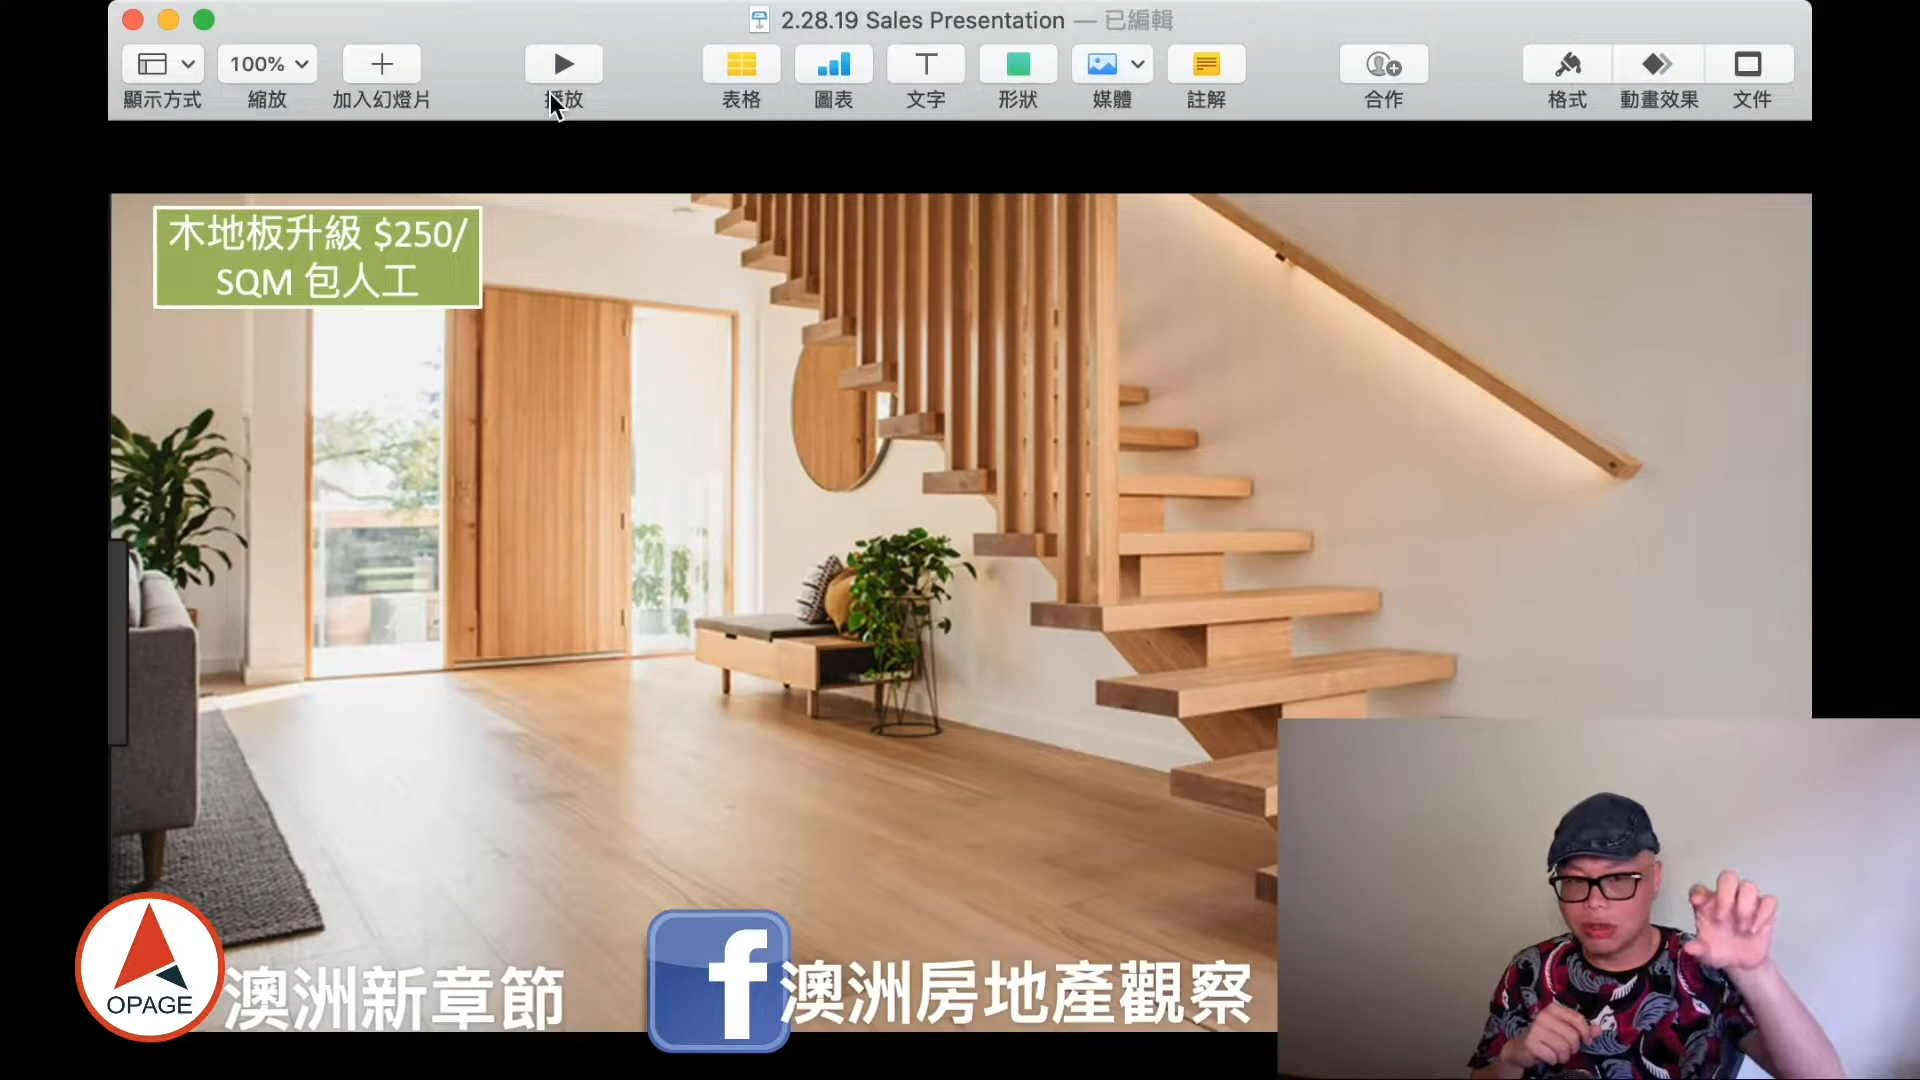 2.28.19 Sales Presentation — 已編輯
100%
顯示方式 縮放 加入幻燈片 播放 表格 圖表 文字 形狀 媒體 註解 合作 格式 動畫效果 文件
木地板升級 $250/
SQM 包人工
OPAGE
澳洲新章節
f
澳洲房地產觀察